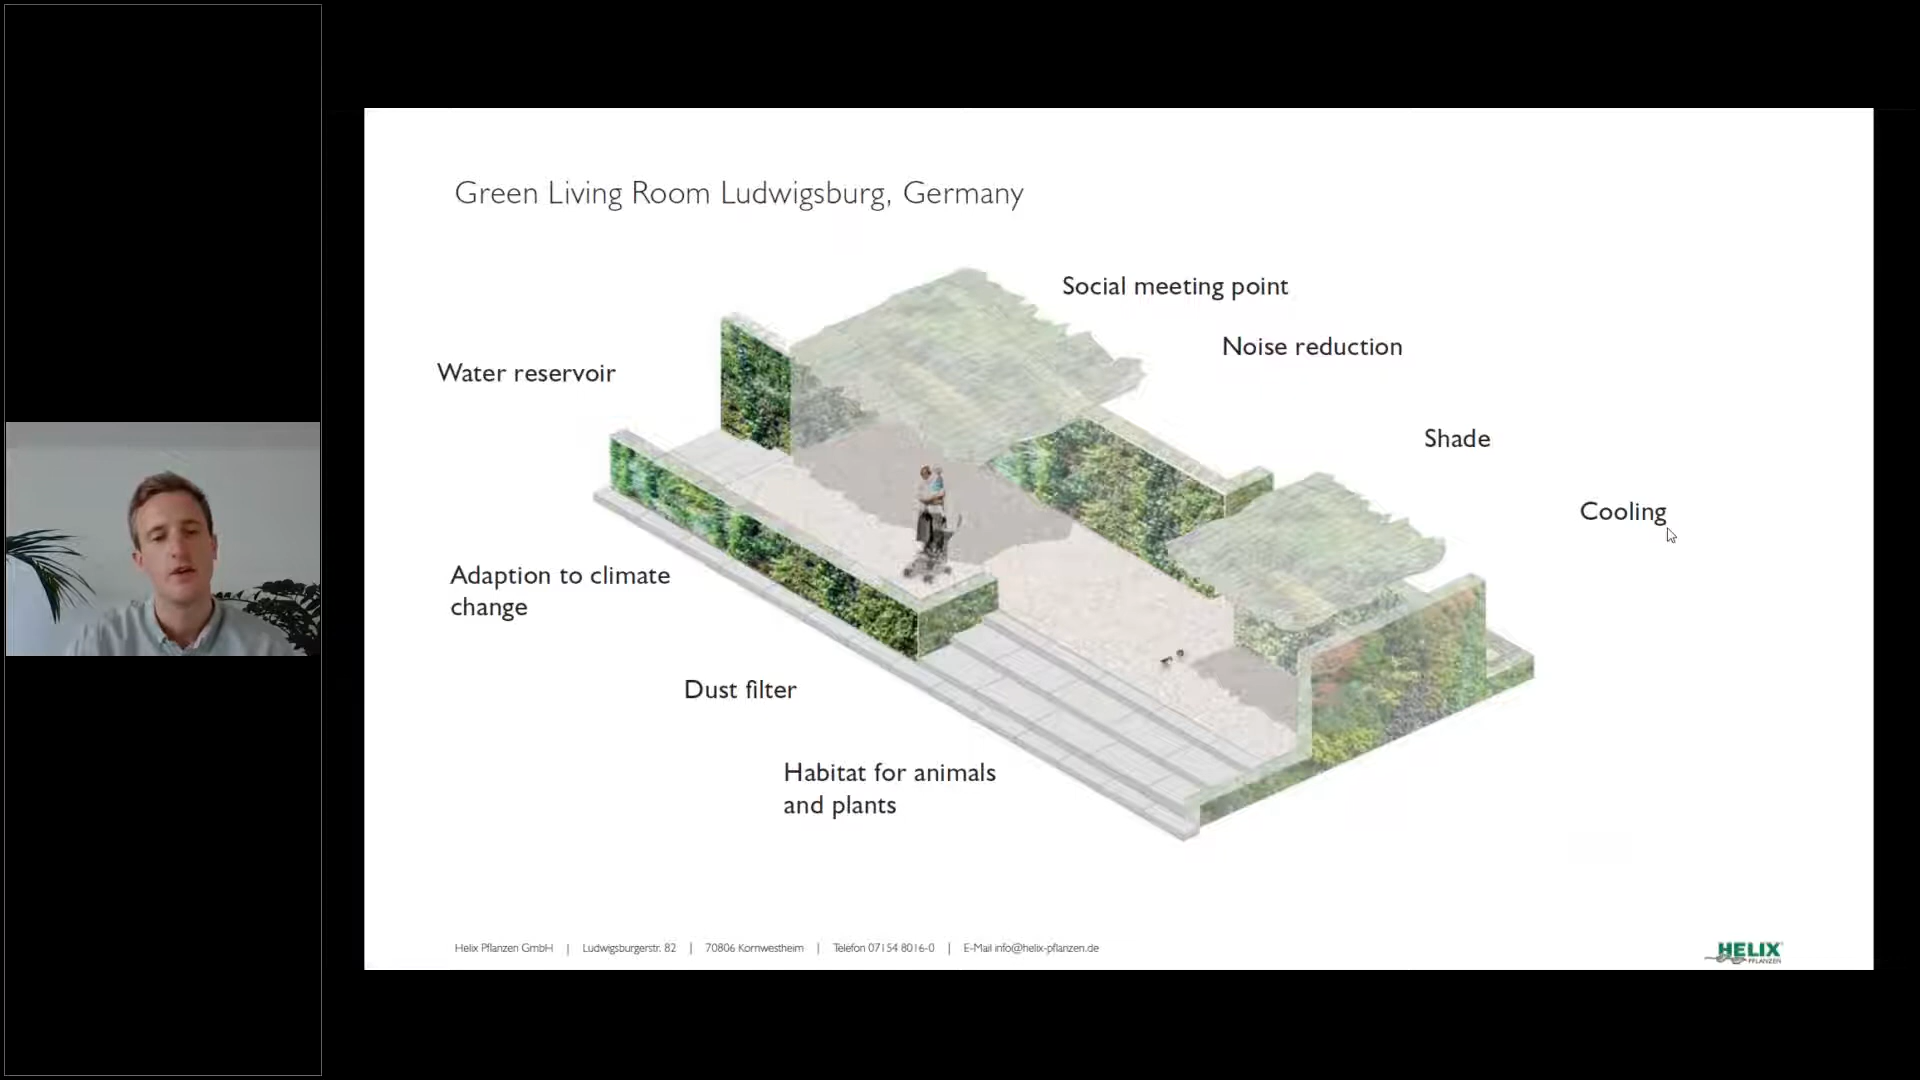 Green Living Room Ludwigsburg, Germany
Social meeting point
Noise reduction
Water reservoir
Shade
Cooling
Adaption to climate
change
Dust filter
Habitat for animals
and plants
Helix Pflanzen GmbH | Ludwigsburgerstr. 82 | 70806 Kornwestheim | Telefon 07154 8016-0 | E-Mail info@helix-pflanzen.de
HELIX
PFLANZEN